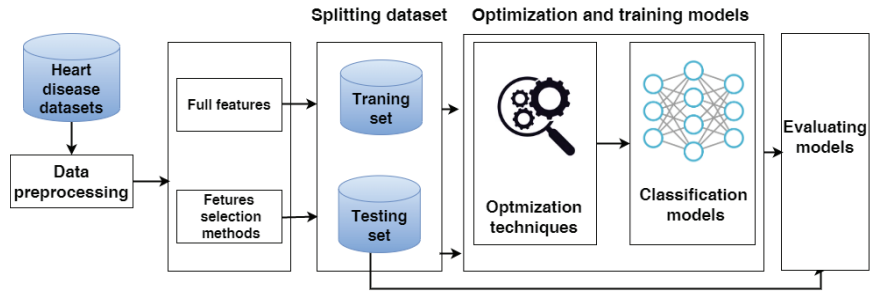 Splitting dataset
Optimization and training models
Heart
disease
datasets
Data
preprocessing
Full features
Fetures
selection
methods
Traning
set
Testing
set
Optmization
techniques
Classification
models
Evaluating
models